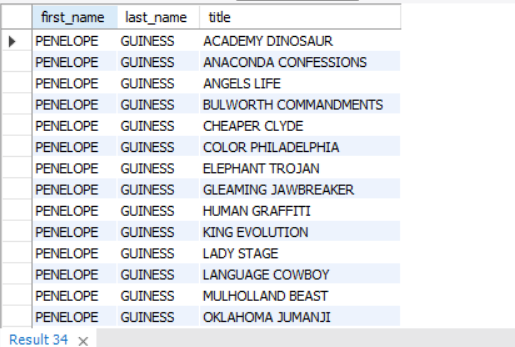 first_name last_name title
PENELOPE GUINESS ACADEMY DINOSAUR
PENELOPE GUINESS ANACONDA CONFESSIONS
PENELOPE GUINESS ANGELS LIFE
PENELOPE GUINESS BULWORTH COMMANDMENTS
PENELOPE GUINESS CHEAPER CLYDE
PENELOPE GUINESS COLOR PHILADELPHIA
PENELOPE GUINESS ELEPHANT TROJAN
PENELOPE GUINESS GLEAMING JAWBREAKER
PENELOPE GUINESS HUMAN GRAFFITI
PENELOPE GUINESS KING EVOLUTION
PENELOPE GUINESS LADY STAGE
PENELOPE GUINESS LANGUAGE COWBOY
PENELOPE GUINESS MULHOLLAND BEAST
PENELOPE GUINESS OKLAHOMA JUMANJI
Result 34